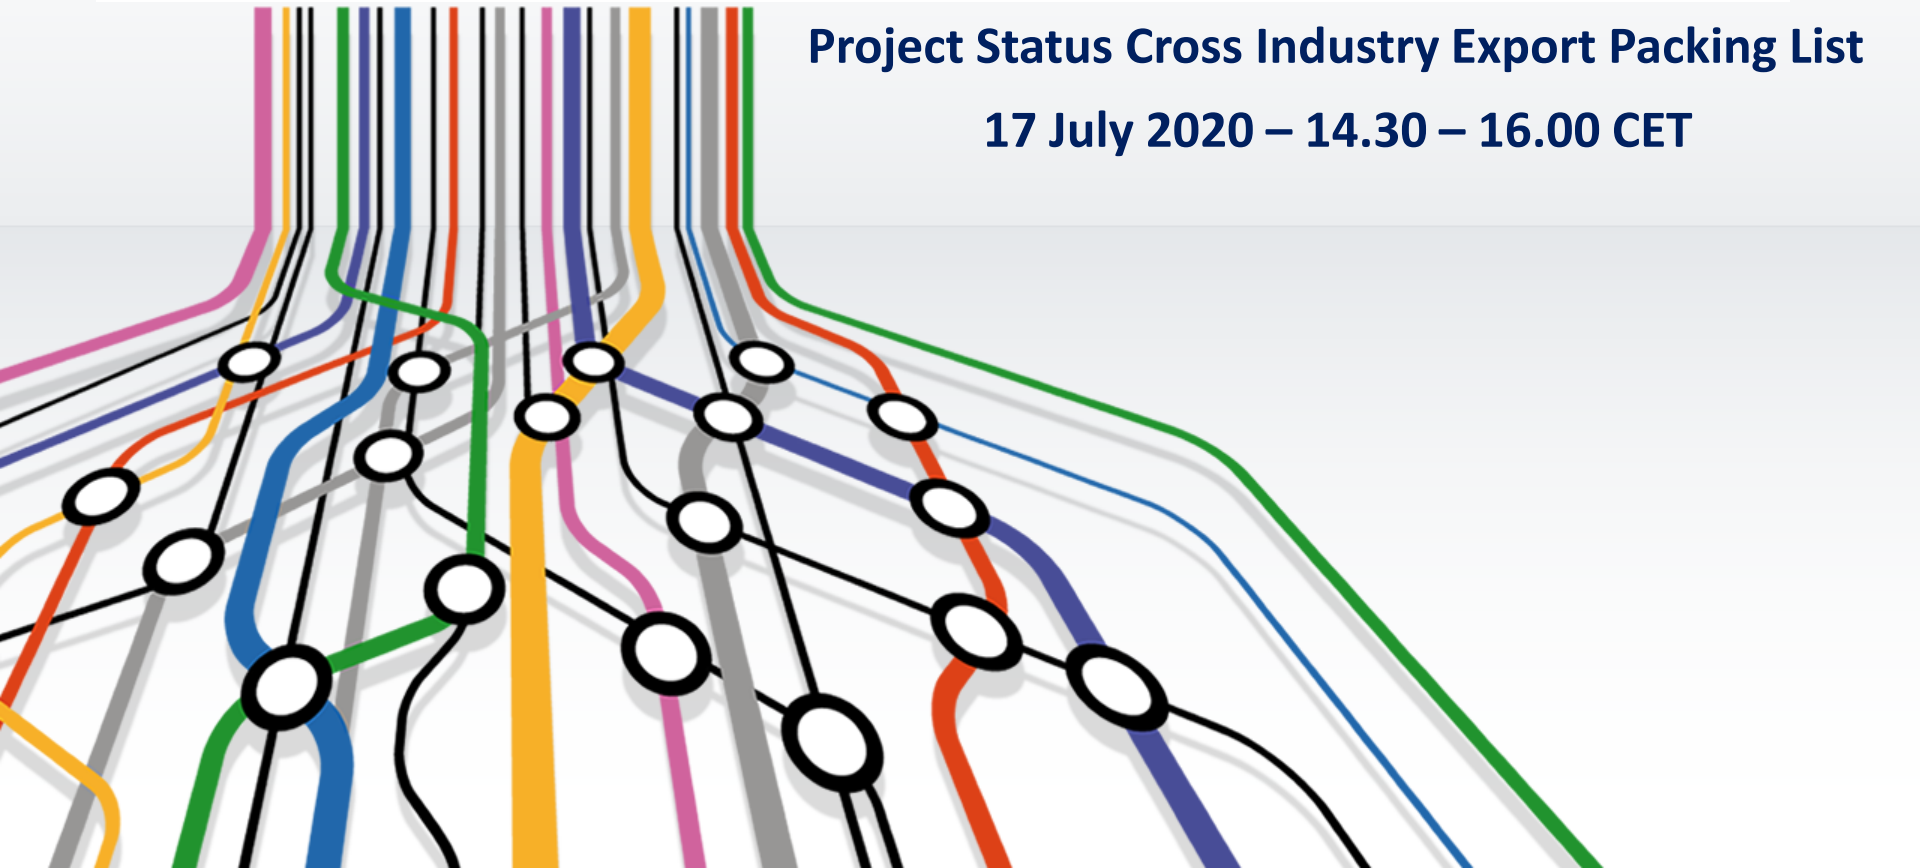 Project Status Cross Industry Export Packing List
17 July 2020 – 14.30 – 16.00 CET